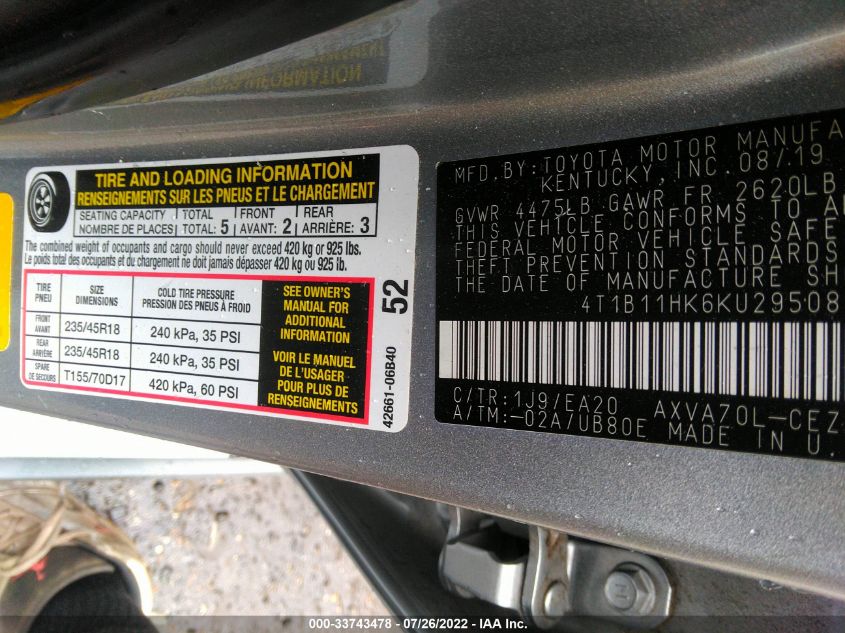 TIRE AND LOADING INFORMATION
RENSEIGNEMENTS SUR LES PNEUS ET LE CHARGEMENT
SEATING CAPACITY TOTAL FRONT REAR
NOMBRE DE PLACES TOTAL: 5 AVANT: 2 ARRIÈRE: 3
The combined weight of occupants and cargo should never exceed 420 kg or 925 lbs.
Le poids total des occupants et du chargement ne doit jamais dépasser 420 kg ou 925 lb.
TIRE PNEU SIZE DIMENSIONS COLD TIRE PRESSURE PRESSION DES PNEUS À FROID
FRONT AVANT 235/45R18 240 kPa, 35 PSI
REAR ARRIÈRE 235/45R18 240 kPa, 35 PSI
SPARE DE SECOURS T155/70D17 420 kPa, 60 PSI
SEE OWNER'S
MANUAL FOR
ADDITIONAL
INFORMATION
VOIR LE MANUEL
DE L'USAGER
POUR PLUS DE
RENSEIGNEMENTS
52
42661-06B40
MFD.BY:TOYOTA MOTOR MANUFA
KENTUCKY, INC. 08/19
GVWR 4475LB GAWR FR 2620LB
THIS VEHICLE CONFORMS TO A
FEDERAL MOTOR VEHICLE SAFE
THEFT PREVENTION STANDARDS
THE DATE OF MANUFACTURE SH
4T1B11HK6KU29508
C/TR:1J9/EA20 AXVA70L-CEZ
A/TM:-02A/UB80E MADE IN U.
000-33743478 - 07/26/2022 - IAA Inc.